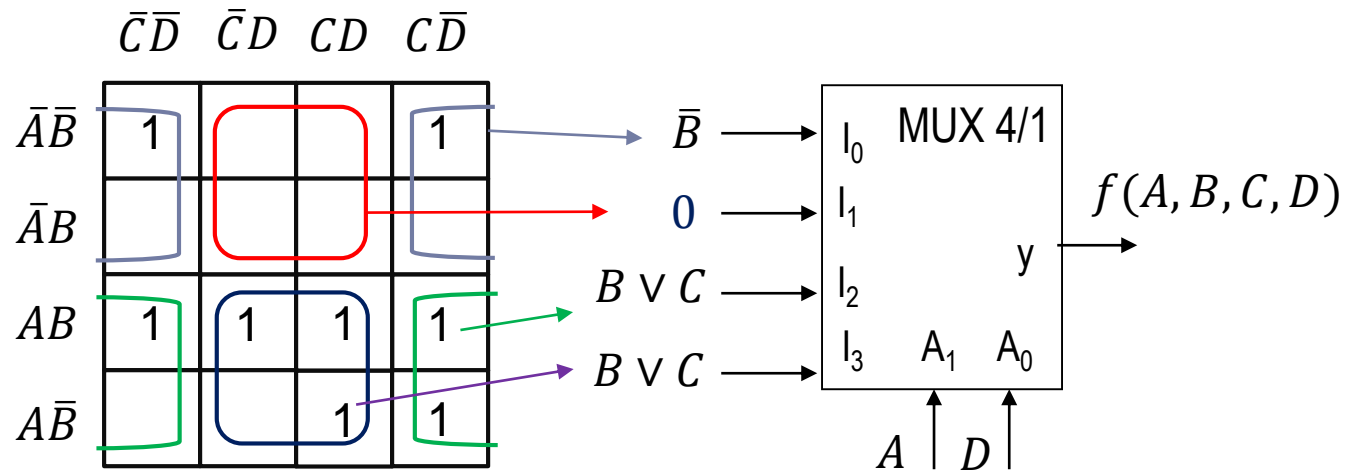 C̄D̄ C̄D CD CD̄
ĀB̄ 1 1
ĀB
AB 1 1 1 1
AB̄ 1 1
B̄
0
B ∨ C
B ∨ C
MUX 4/1
I₀
I₁
I₂
I₃
A₁ A₀
y
A D
f(A, B, C, D)